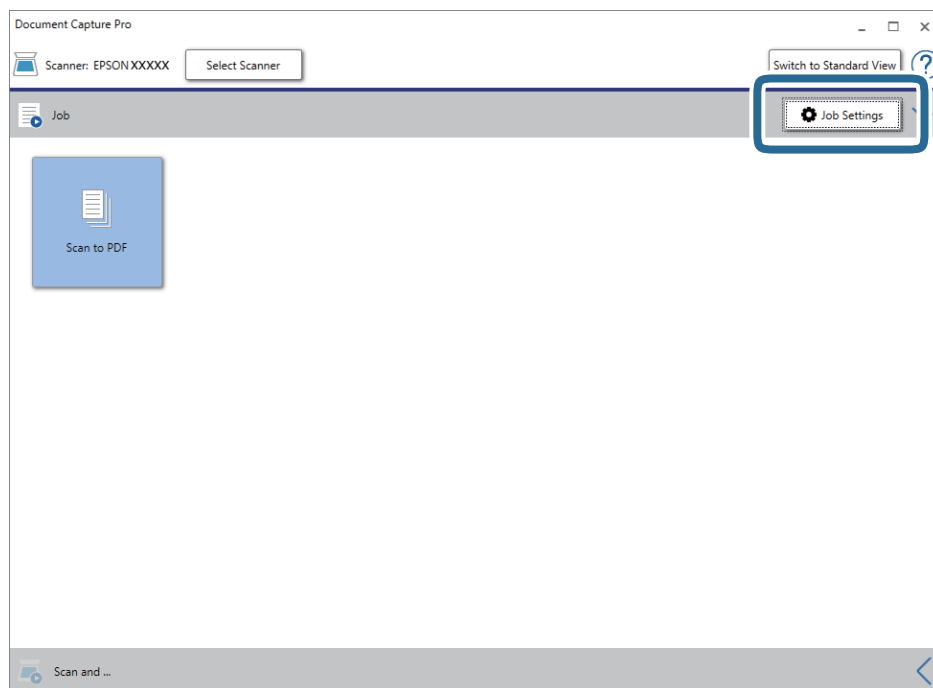 Document Capture Pro
Scanner: EPSON XXXXX Select Scanner Switch to Standard View ?
Job Job Settings
Scan to PDF
Scan and ...